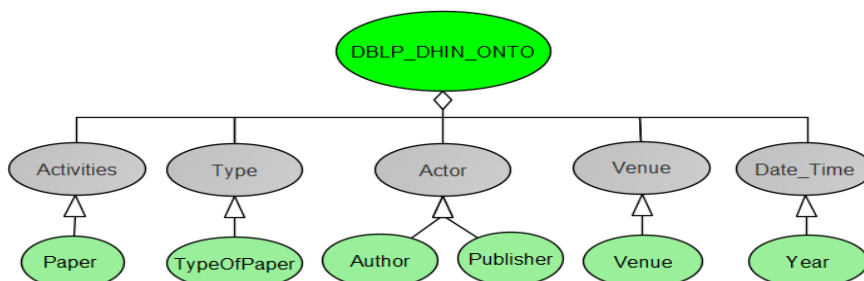 DBLP_DHIN_ONTO
Activities
Type
Actor
Venue
Date_Time
Paper
TypeOfPaper
Author
Publisher
Venue
Year